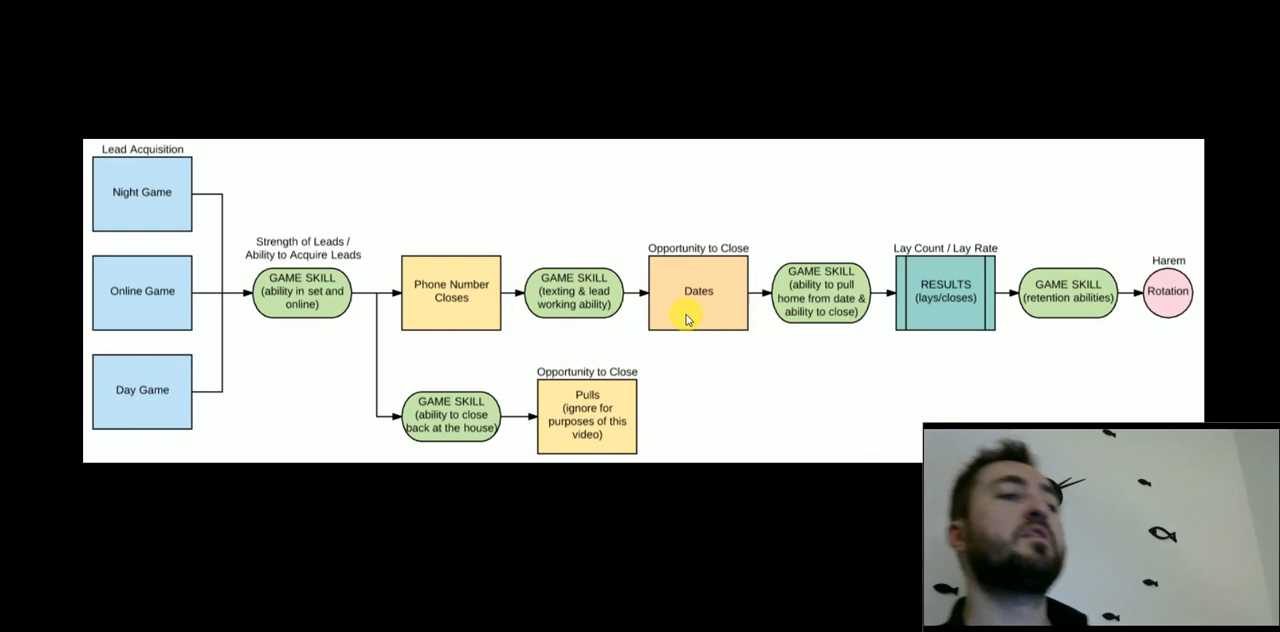 Lead Acquisition
Night Game
Online Game
Day Game
Strength of Leads /
Ability to Acquire Leads
GAME SKILL
(ability in set and
online)
Phone Number
Closes
GAME SKILL
(texting & lead
working ability)
Opportunity to Close
Dates
GAME SKILL
(ability to pull
home from date &
ability to close)
Lay Count / Lay Rate
RESULTS
(lays/closes)
GAME SKILL
(retention abilities)
Harem
Rotation
GAME SKILL
(ability to close
back at the house)
Opportunity to Close
Pulls
(ignore for
purposes of this
video)